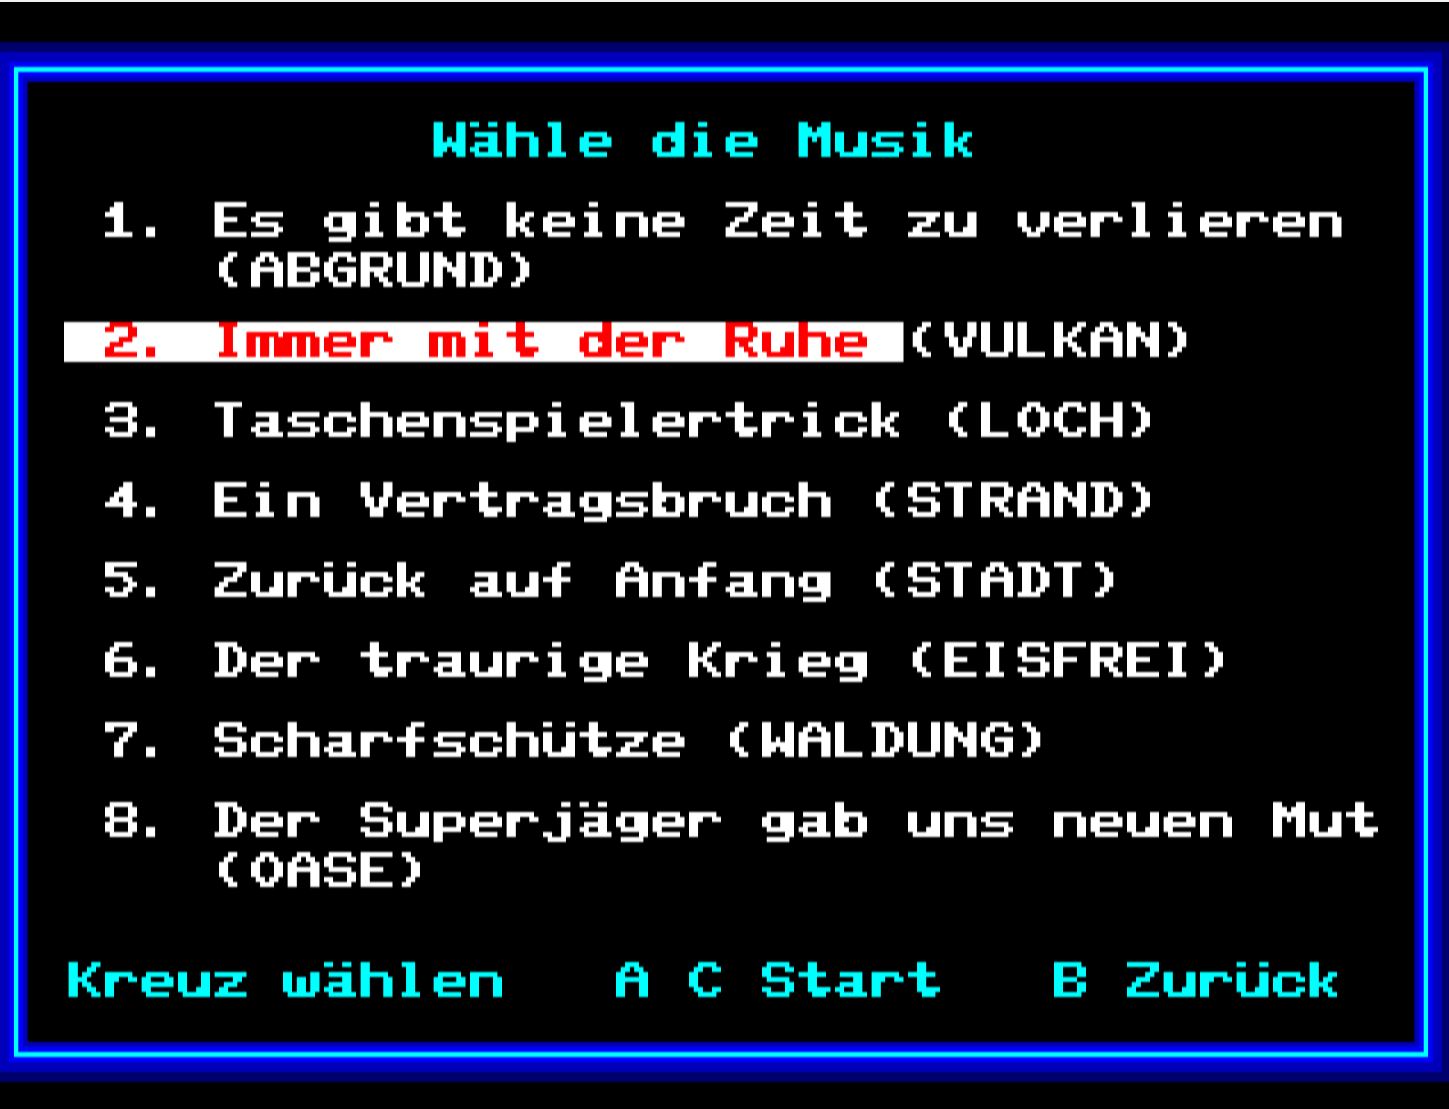 Wähle die Musik
1. Es gibt keine Zeit zu verlieren
(ABGRUND)
2. Immer mit der Ruhe (VULKAN)
3. Taschenspielertrick (LOCH)
4. Ein Vertragsbruch (STRAND)
5. Zurück auf Anfang (STADT)
6. Der traurige Krieg (EISFREI)
7. Scharfschütze (WALDUNG)
8. Der Superjäger gab uns neuen Mut
(OASE)
Kreuz wählen A C Start B Zurück